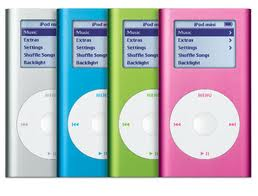 iPod mini
Music >
Extras >
Settings >
Shuffle Songs
Backlight
MENU
iPod mini
Music >
Extras >
Settings >
Shuffle Songs
Backlight
MENU
iPod mini
Music >
Extras >
Settings >
Shuffle Songs
Backlight
MENU
iPod mini
Music >
Extras >
Settings >
Shuffle Songs
Backlight
MENU